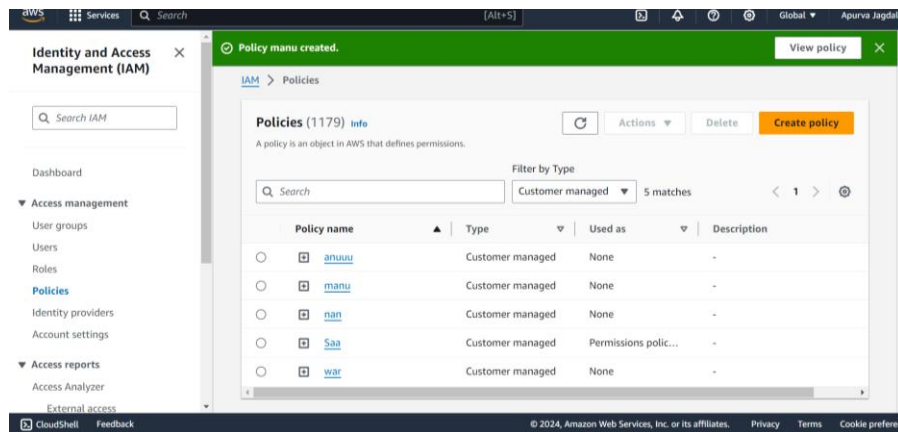 aws Services Search [Alt+S] Global Apurva Jagdal
Identity and Access Management (IAM)
Search IAM
Dashboard
Access management
User groups
Users
Roles
Policies
Identity providers
Account settings
Access reports
Access Analyzer
External access
Policy manu created. View policy
IAM > Policies
Policies (1179) Info Actions Delete Create policy
A policy is an object in AWS that defines permissions.
Filter by Type
Search Customer managed 5 matches < 1 >
Policy name Type Used as Description
anuuu Customer managed None -
manu Customer managed None -
nan Customer managed None -
Saa Customer managed Permissions polic... -
war Customer managed None -
CloudShell Feedback © 2024, Amazon Web Services, Inc. or its affiliates. Privacy Terms Cookie prefere